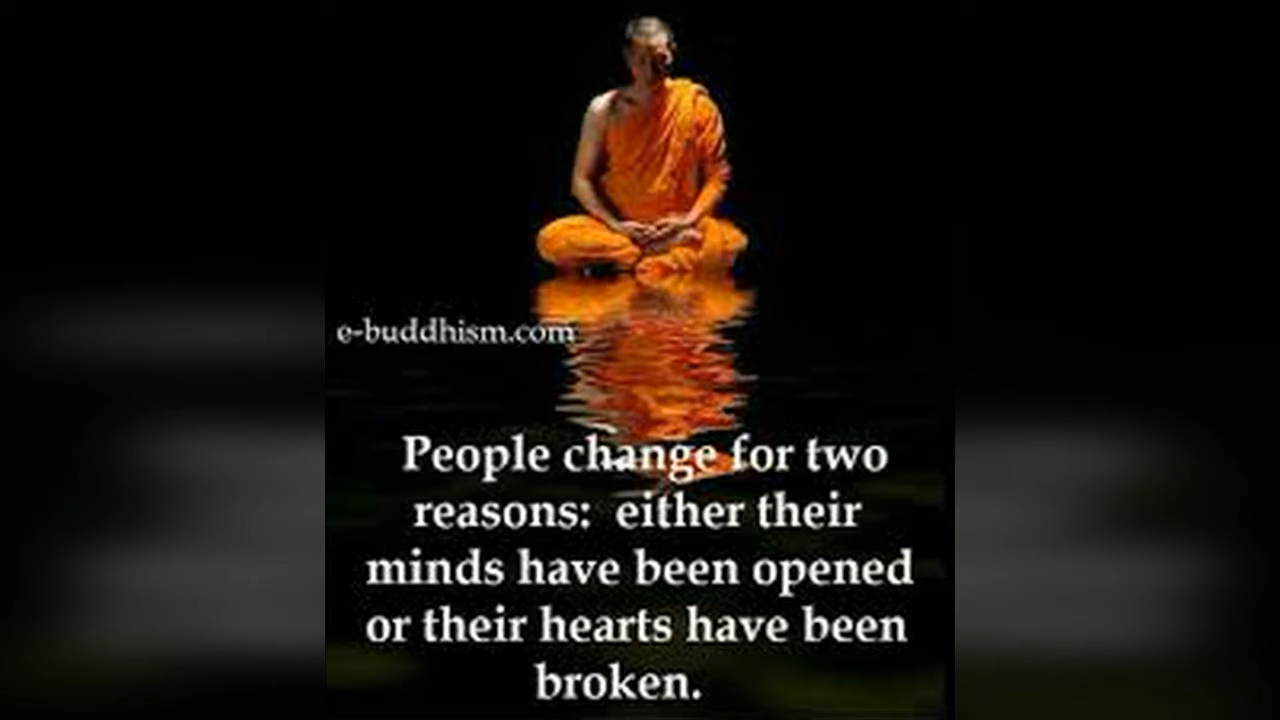 e-buddhism.com
People change for two
reasons: either their
minds have been opened
or their hearts have been
broken.